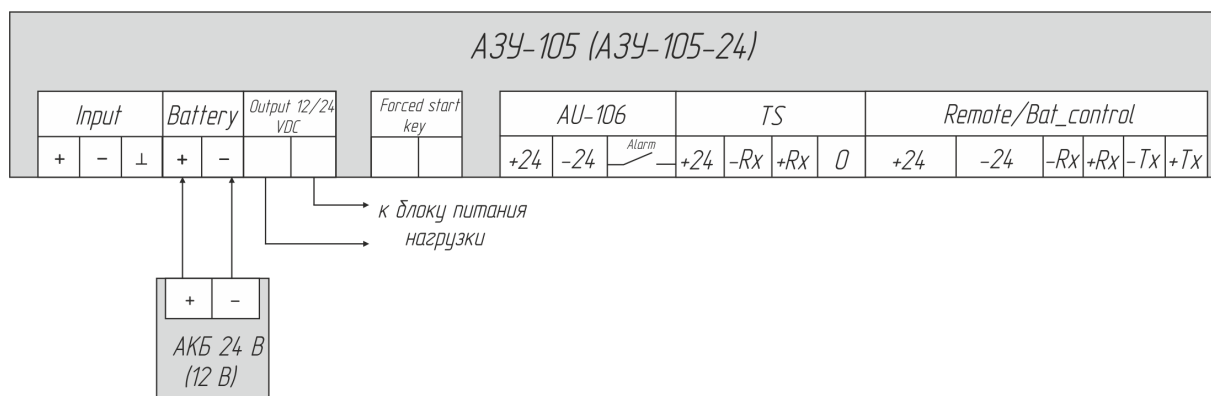 АЗУ-105 (АЗУ-105-24)
Input Battery Output 12/24 VDC Forced start key AU-106 TS Remote/Bat_control
+ − ⊥ + − +24 −24 Alarm +24 −Rx +Rx 0 +24 −24 −Rx +Rx −Tx +Tx
к блоку питания
нагрузки
+ −
АКБ 24 В
(12 В)